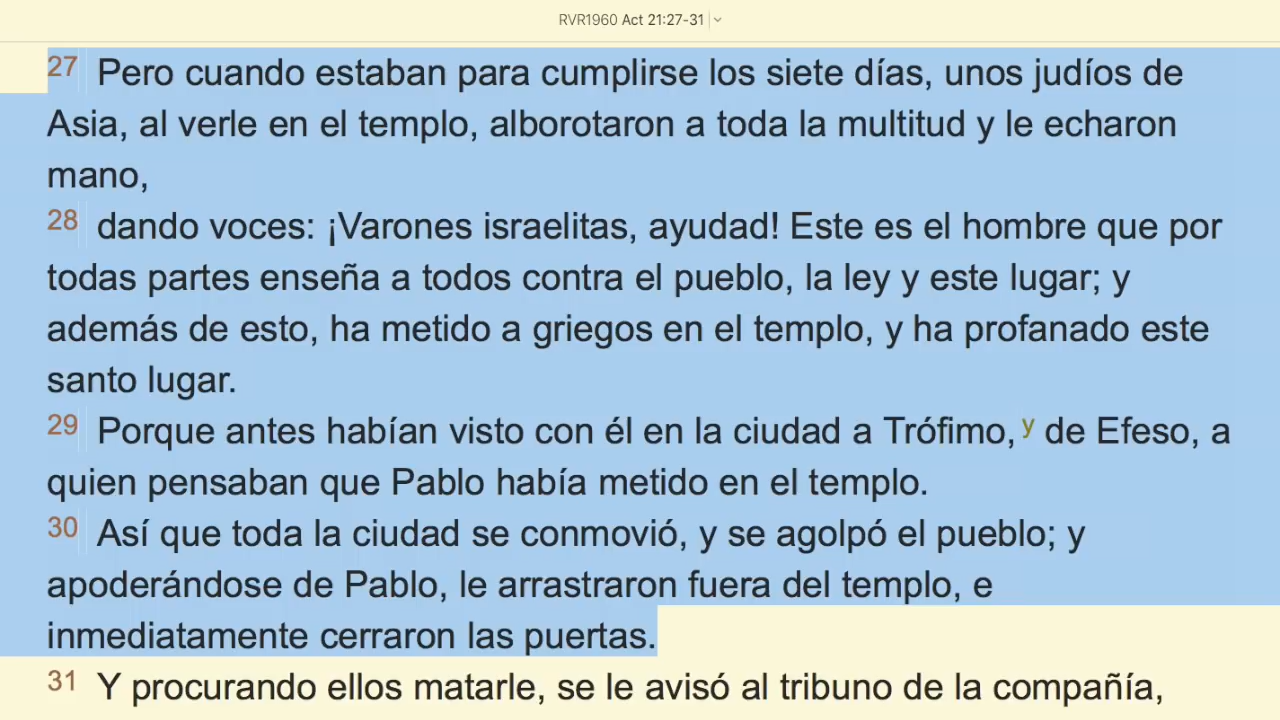 RVR1960 Act 21:27-31
27 Pero cuando estaban para cumplirse los siete días, unos judíos de
Asia, al verle en el templo, alborotaron a toda la multitud y le echaron
mano,
28 dando voces: ¡Varones israelitas, ayudad! Este es el hombre que por
todas partes enseña a todos contra el pueblo, la ley y este lugar; y
además de esto, ha metido a griegos en el templo, y ha profanado este
santo lugar.
29 Porque antes habían visto con él en la ciudad a Trófimo, y de Efeso, a
quien pensaban que Pablo había metido en el templo.
30 Así que toda la ciudad se conmovió, y se agolpó el pueblo; y
apoderándose de Pablo, le arrastraron fuera del templo, e
inmediatamente cerraron las puertas.
31 Y procurando ellos matarle, se le avisó al tribuno de la compañía,